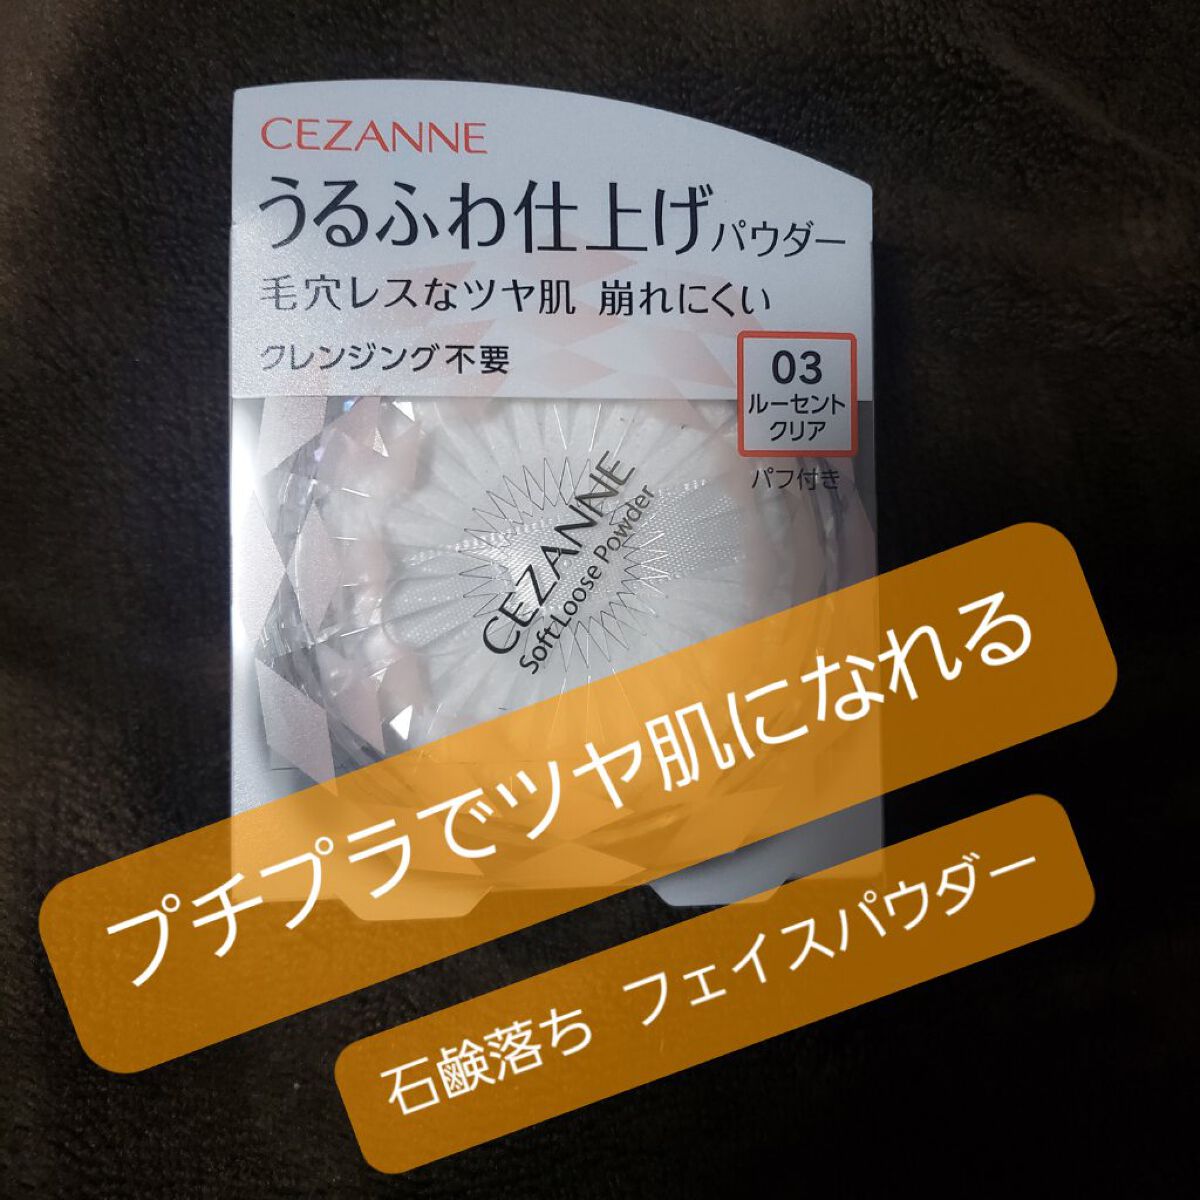 CEZANNE
うるふわ仕上げパウダー
毛穴レスなツヤ肌 崩れにくい
クレンジング不要
03
ルーセント
クリア
パフ付き
CEZANNE
Soft Loose Powder
プチプラでツヤ肌になれる
石鹸落ち フェイスパウダー